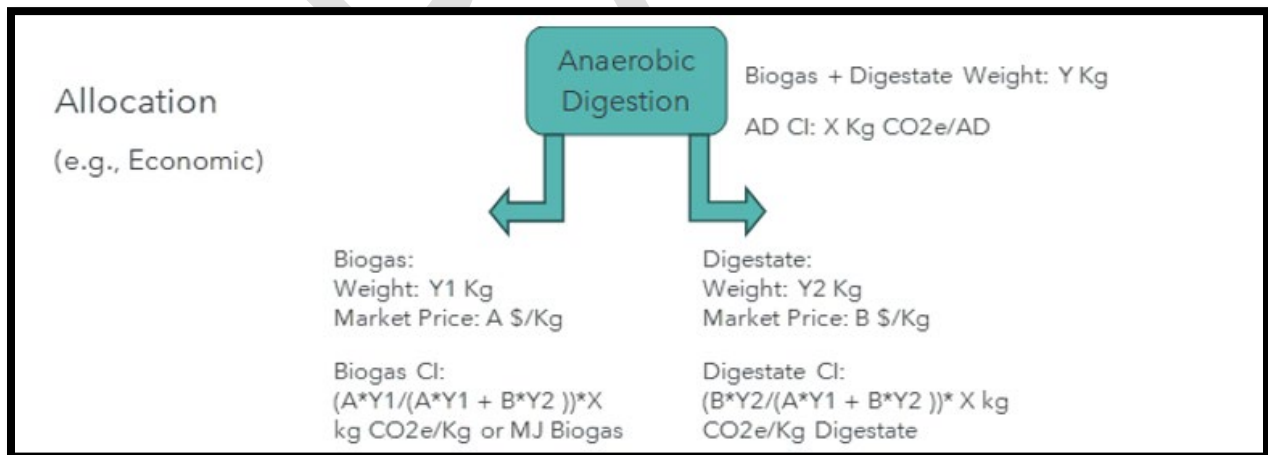 Allocation
(e.g., Economic)
Anaerobic
Digestion
Biogas + Digestate Weight: Y Kg
AD CI: X Kg CO2e/AD
Biogas:
Weight: Y1 Kg
Market Price: A $/Kg
Biogas CI:
(A*Y1/(A*Y1 + B*Y2 ))*X
kg CO2e/Kg or MJ Biogas
Digestate:
Weight: Y2 Kg
Market Price: B $/Kg
Digestate CI:
(B*Y2/(A*Y1 + B*Y2 ))* X kg
CO2e/Kg Digestate